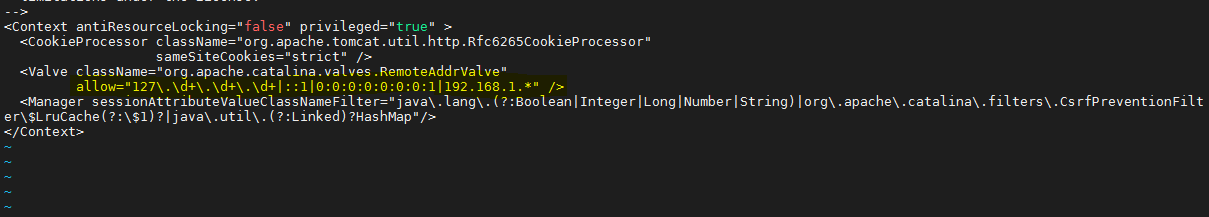 -->
<Context antiResourceLocking="false" privileged="true" >
  <CookieProcessor className="org.apache.tomcat.util.http.Rfc6265CookieProcessor"
                   sameSiteCookies="strict" />
  <Valve className="org.apache.catalina.valves.RemoteAddrValve"
         allow="127\.\d+\.\d+\.\d+|::1|0:0:0:0:0:0:0:1|192.168.1.*" />
  <Manager sessionAttributeValueClassNameFilter="java\.lang\.(?:Boolean|Integer|Long|Number|String)|org\.apache\.catalina\.filters\.CsrfPreventionFilt
er\$LruCache(?:\$1)?|java\.util\.(?:Linked)?HashMap"/>
</Context>
~
~
~
~
~